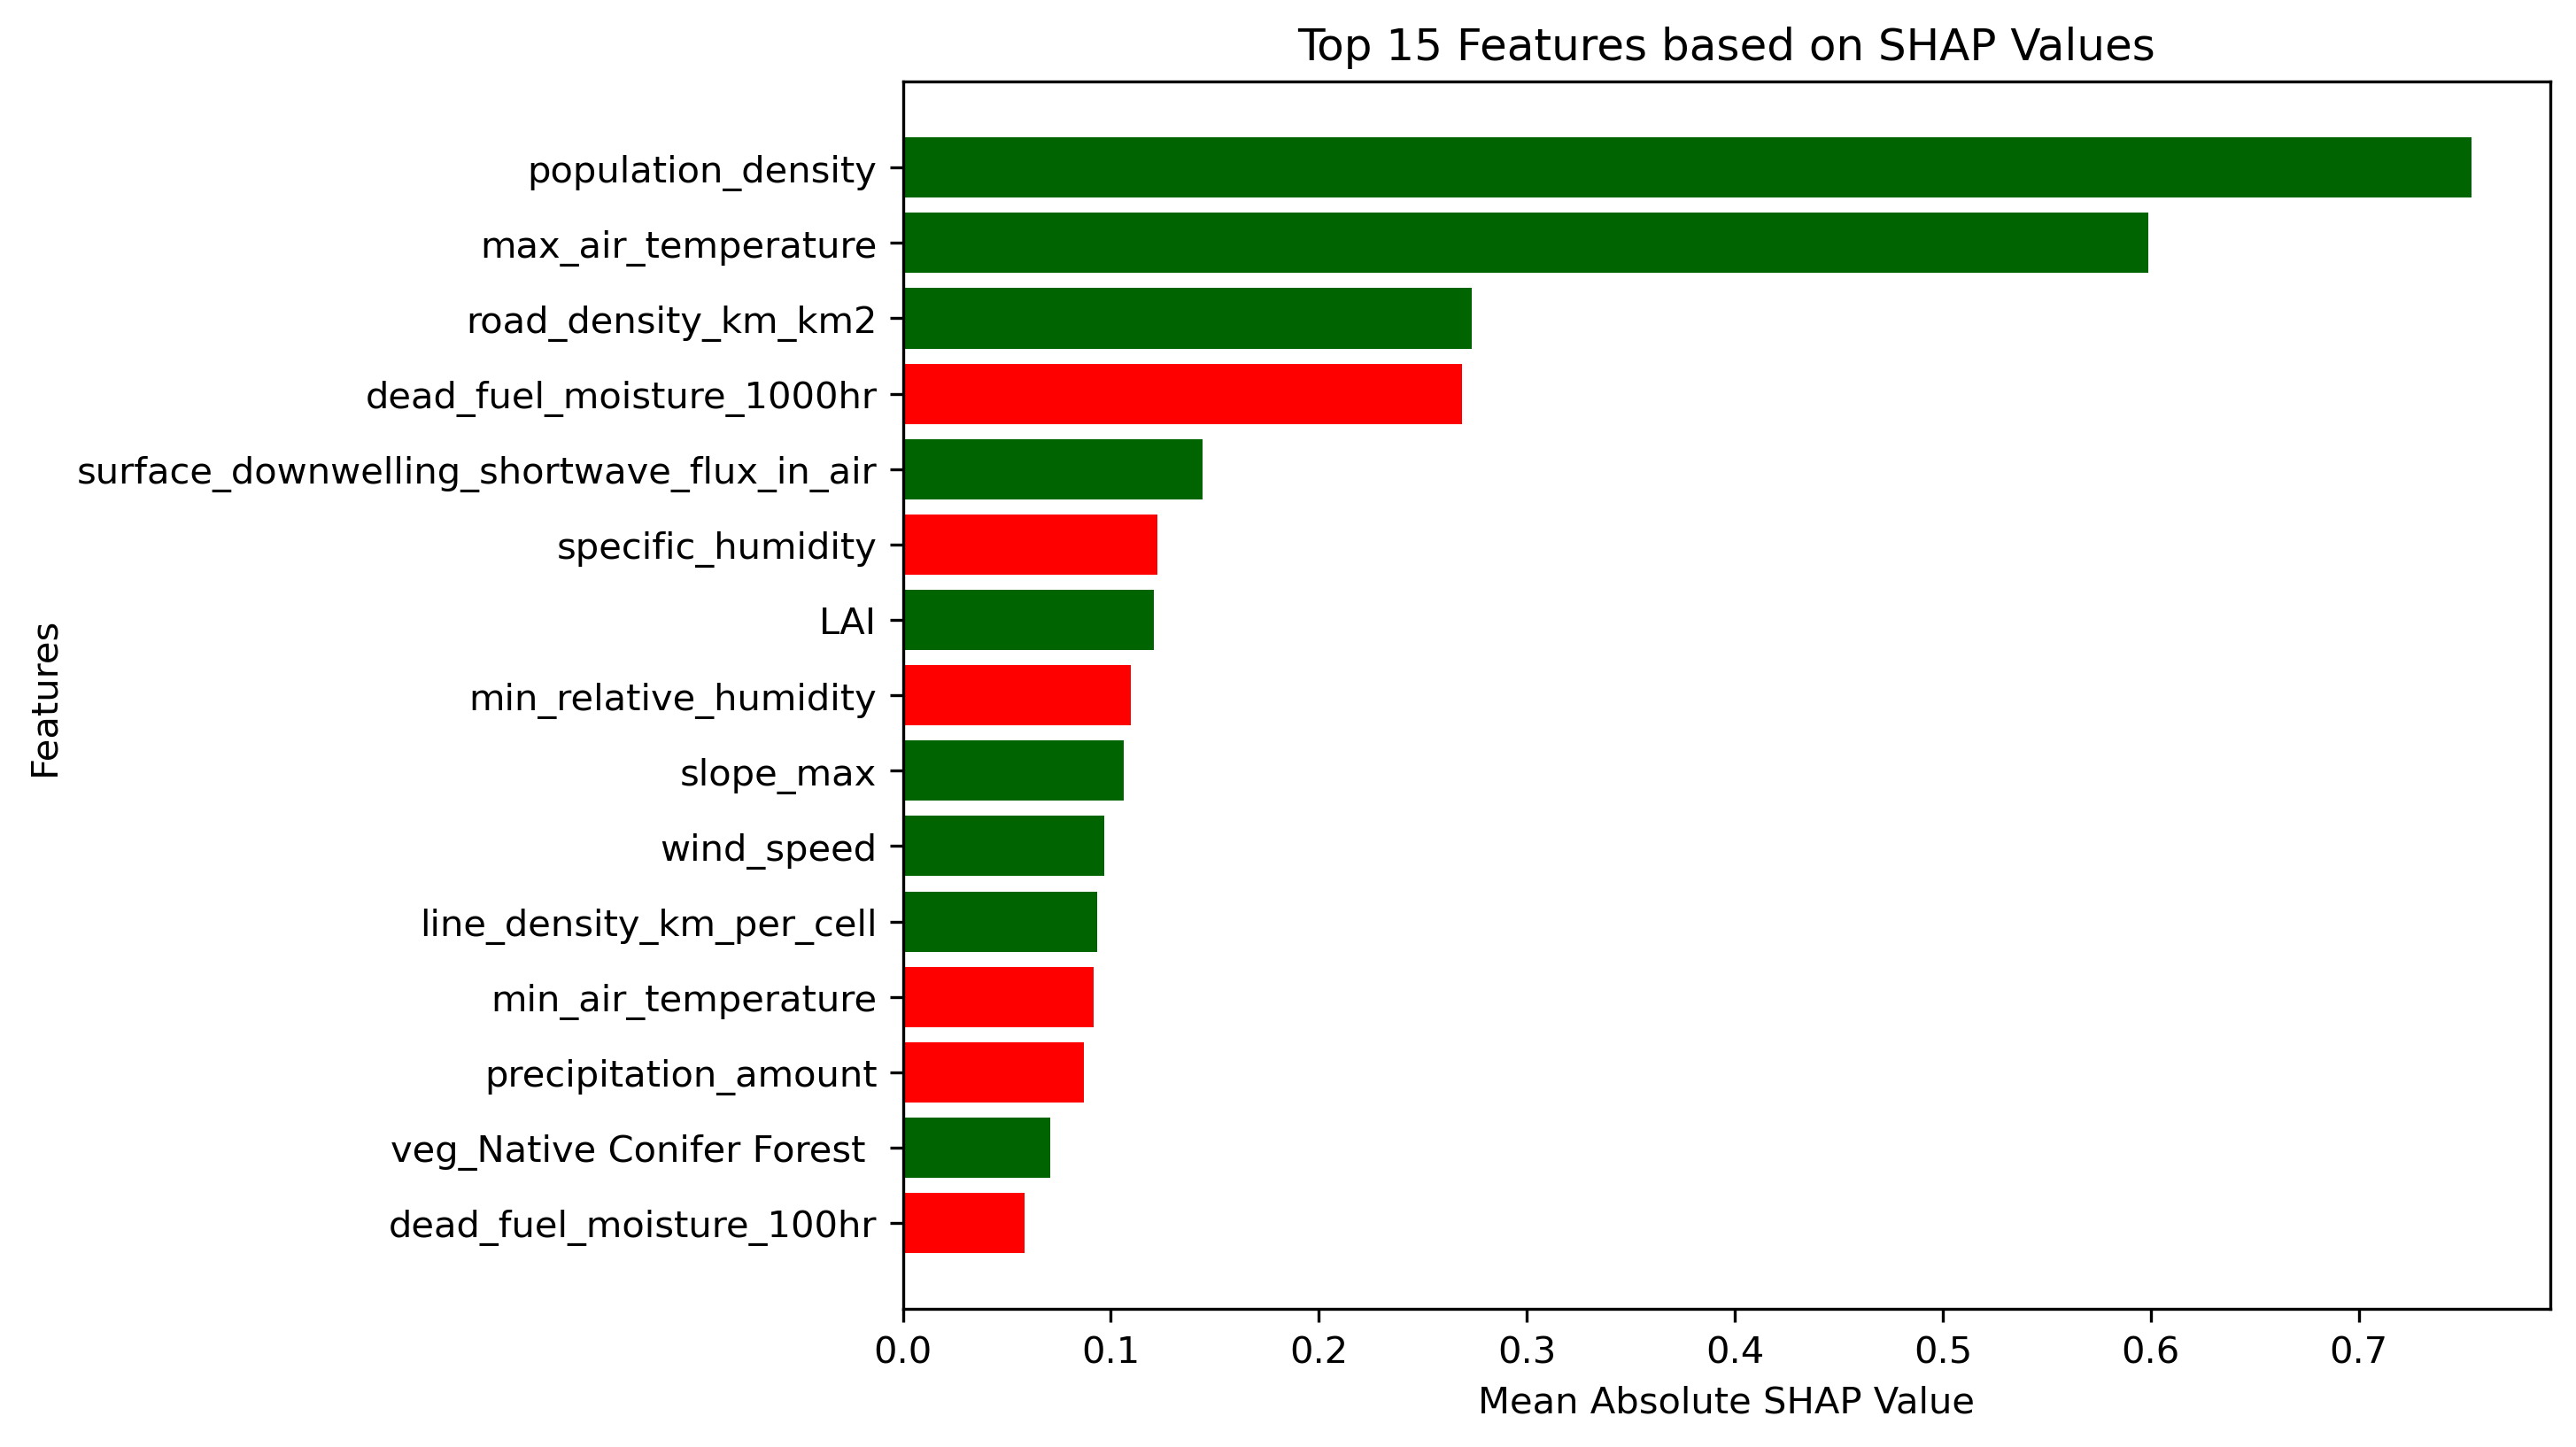 Top 15 Features based on SHAP Values
population_density
max_air_temperature
road_density_km_km2
dead_fuel_moisture_1000hr
surface_downwelling_shortwave_flux_in_air
specific_humidity
LAI
min_relative_humidity
slope_max
wind_speed
line_density_km_per_cell
min_air_temperature
precipitation_amount
veg_Native Conifer Forest
dead_fuel_moisture_100hr
Features
0.0 0.1 0.2 0.3 0.4 0.5 0.6 0.7
Mean Absolute SHAP Value